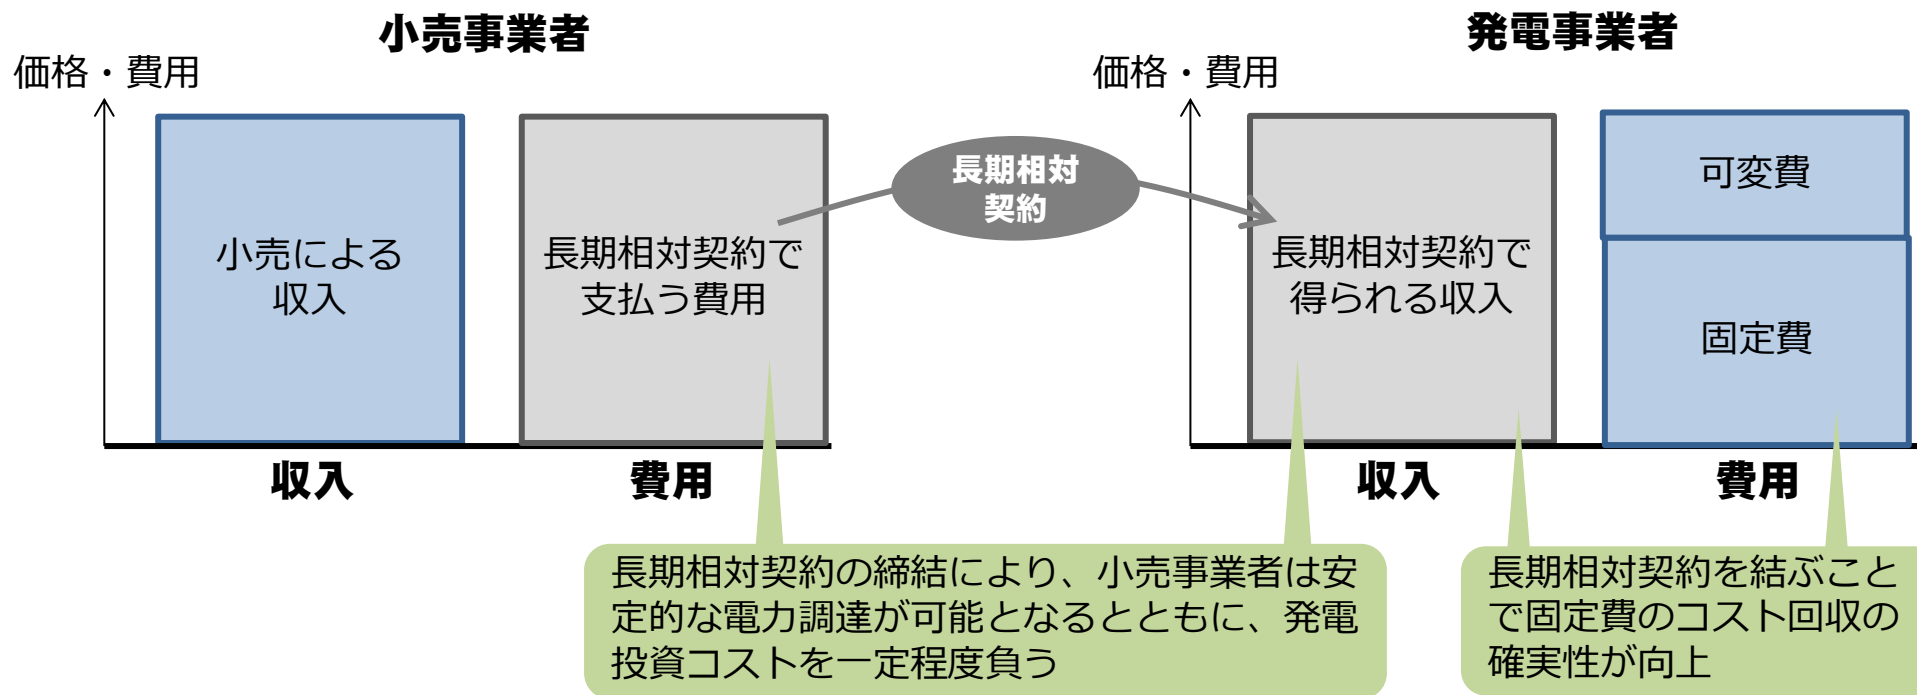 小売事業者
価格・費用
小売による
収入
長期相対契約で
支払う費用
収入
費用
長期相対
契約
発電事業者
価格・費用
長期相対契約で
得られる収入
可変費
固定費
収入
費用
長期相対契約の締結により、小売事業者は安
定的な電力調達が可能となるとともに、発電
投資コストを一定程度負う
長期相対契約を結ぶこと
で固定費のコスト回収の
確実性が向上